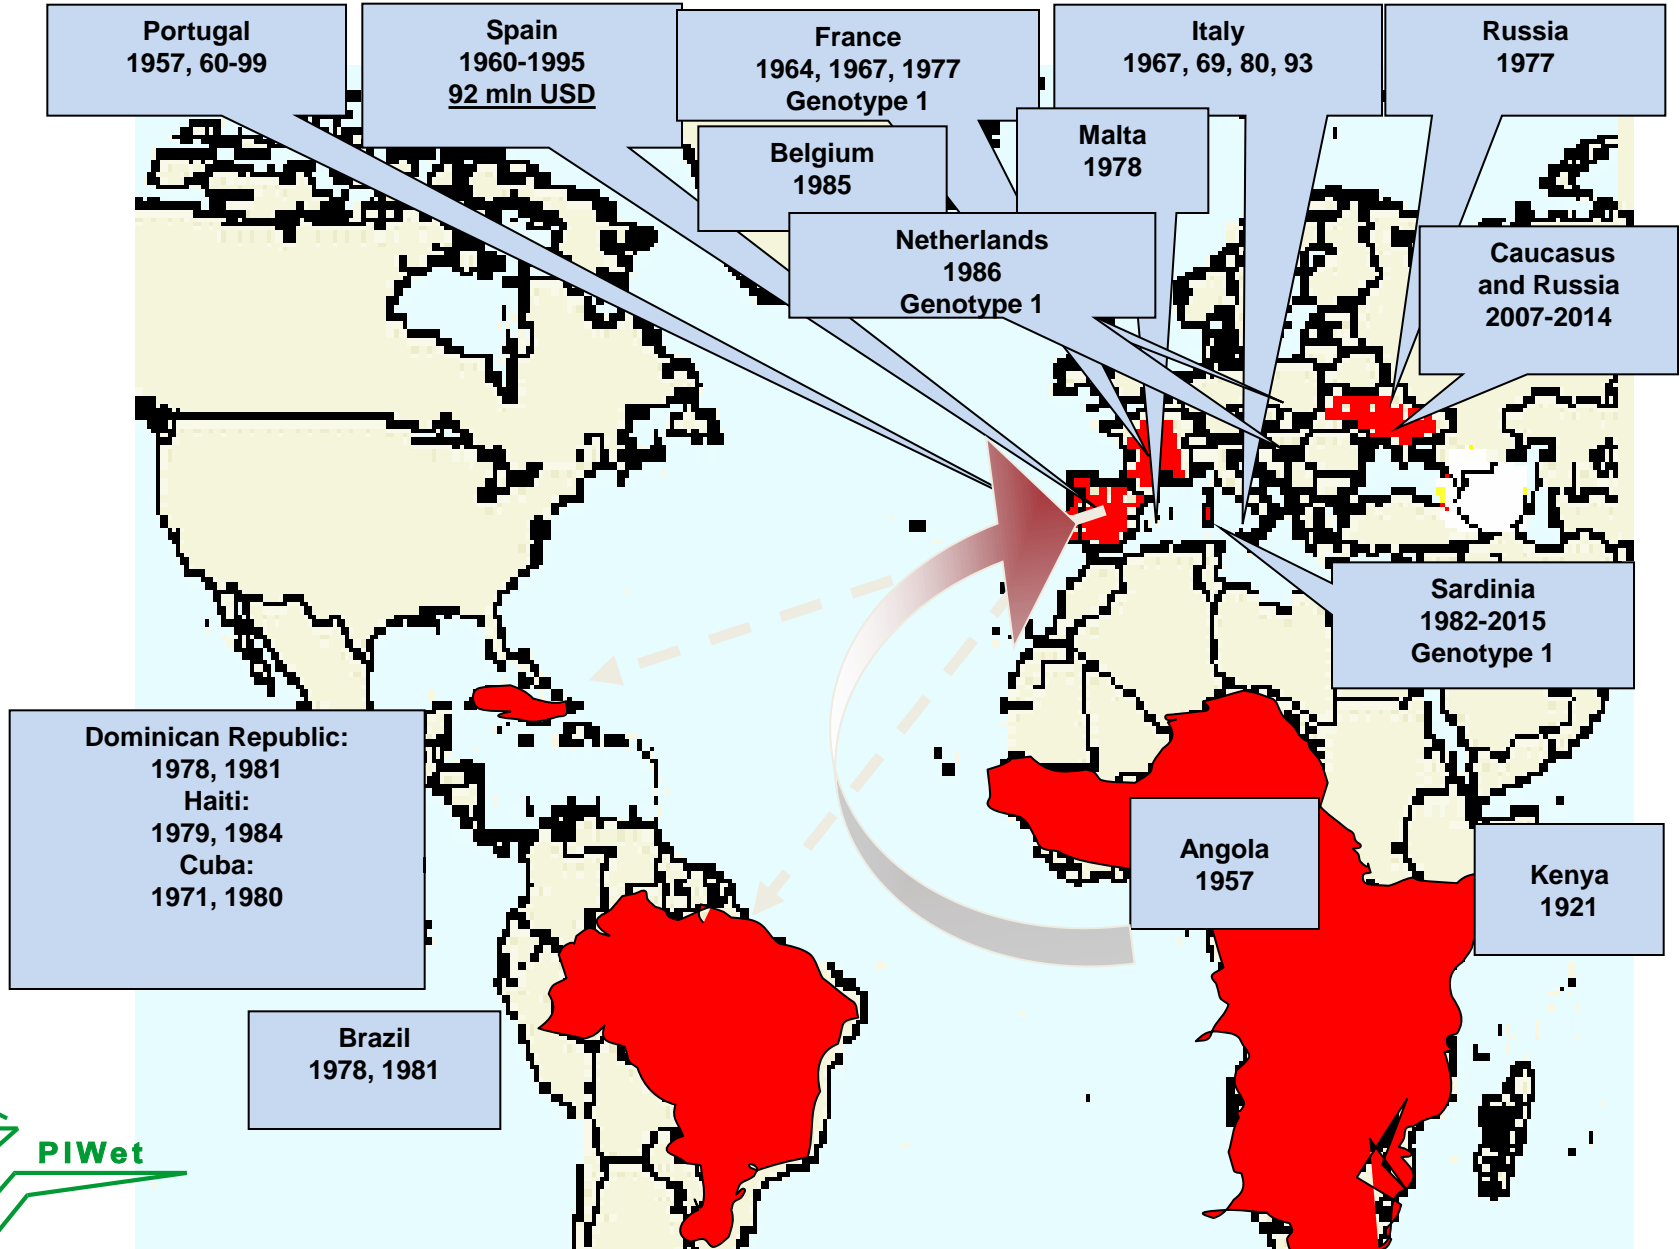 Portugal
1957, 60-99
Spain
1960-1995
92 mln USD
France
1964, 1967, 1977
Genotype 1
Italy
1967, 69, 80, 93
Russia
1977
Belgium
1985
Malta
1978
Netherlands
1986
Genotype 1
Caucasus
and Russia
2007-2014
Sardinia
1982-2015
Genotype 1
Dominican Republic:
1978, 1981
Haiti:
1979, 1984
Cuba:
1971, 1980
Angola
1957
Kenya
1921
Brazil
1978, 1981
PIWet